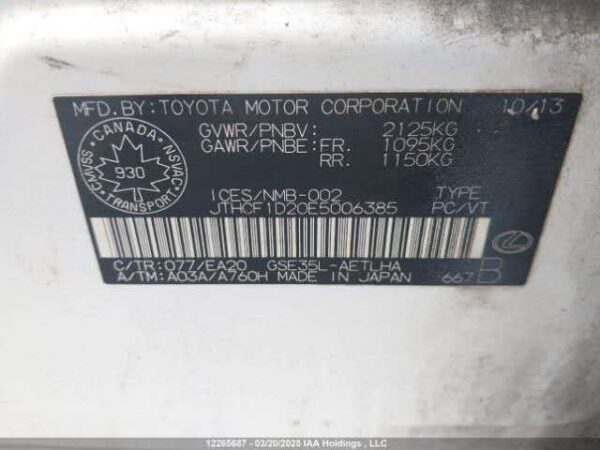 MFD. BY: TOYOTA MOTOR CORPORATION 10/13
GVWR/PNBV: 2125KG
GAWR/PNBE: FR. 1095KG
RR. 1150KG
CANADA
CMVSS
NSVAC
930
ICES/NMB-002 TYPE
JTHCF1D20E5006385 PC/VT
C/TR: 077/EA20 GSE35L-AETLHA
A/TM: A03A/A760H MADE IN JAPAN 667 B
12265687 - 03/20/2025 IAA Holdings , LLC